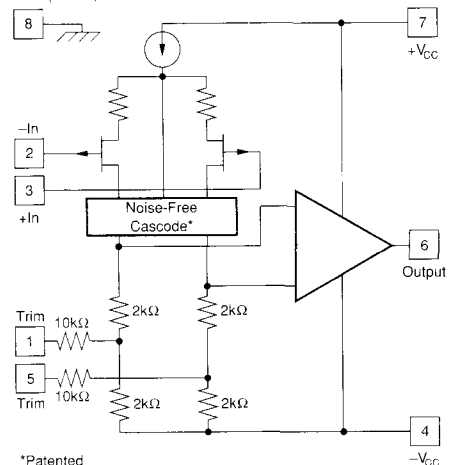 8
7
+VCC
–In
2
3
+In
Noise-Free
Cascode*
6
Output
2kΩ
2kΩ
Trim
10kΩ
1
5
Trim
10kΩ
2kΩ
2kΩ
4
–VCC
*Patented